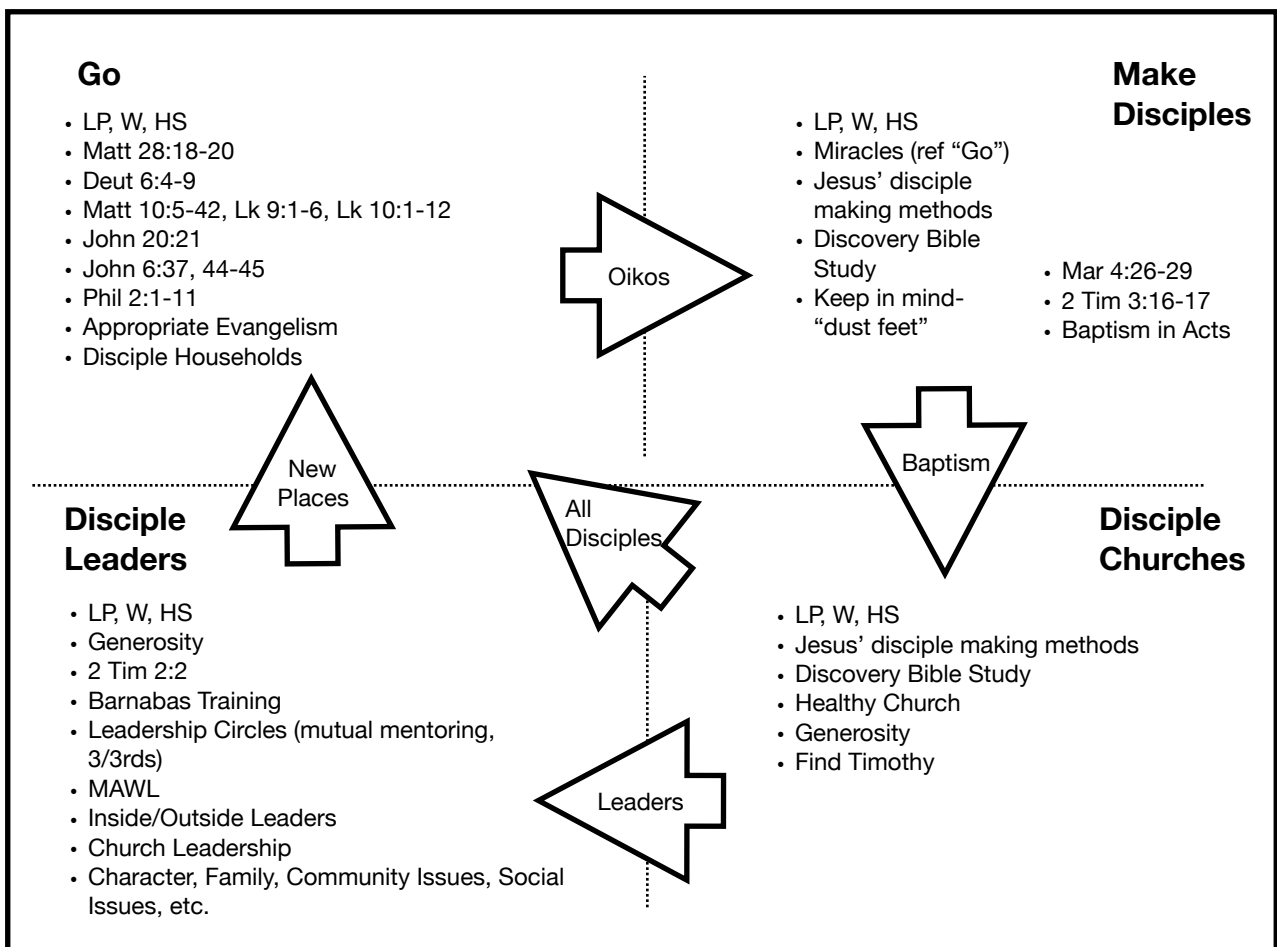 Go
• LP, W, HS
• Matt 28:18-20
• Deut 6:4-9
• Matt 10:5-42, Lk 9:1-6, Lk 10:1-12
• John 20:21
• John 6:37, 44-45
• Phil 2:1-11
• Appropriate Evangelism
• Disciple Households
Oikos
Make
Disciples
• LP, W, HS
• Miracles (ref “Go”)
• Jesus’ disciple
making methods
• Discovery Bible
Study
• Keep in mind-
“dust feet”
• Mar 4:26-29
• 2 Tim 3:16-17
• Baptism in Acts
Baptism
New
Places
All
Disciples
Disciple
Churches
• LP, W, HS
• Jesus’ disciple making methods
• Discovery Bible Study
• Healthy Church
• Generosity
• Find Timothy
Leaders
Disciple
Leaders
• LP, W, HS
• Generosity
• 2 Tim 2:2
• Barnabas Training
• Leadership Circles (mutual mentoring,
3/3rds)
• MAWL
• Inside/Outside Leaders
• Church Leadership
• Character, Family, Community Issues, Social
Issues, etc.